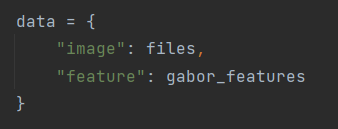 data = {
    "image": files,
    "feature": gabor_features
}